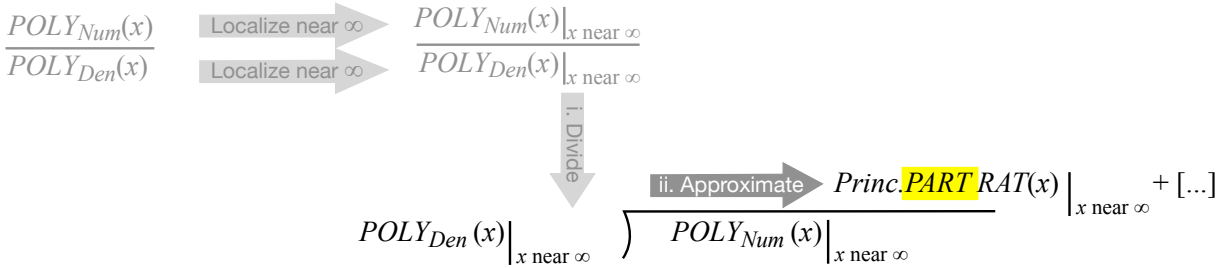 POLY_Num(x) Localize near ∞ POLY_Num(x)|x near ∞
POLY_Den(x) Localize near ∞ POLY_Den(x)|x near ∞
i. Divide
ii. Approximate Princ.PART RAT(x)|x near ∞ + [...]
POLY_Den(x)|x near ∞ ) POLY_Num(x)|x near ∞